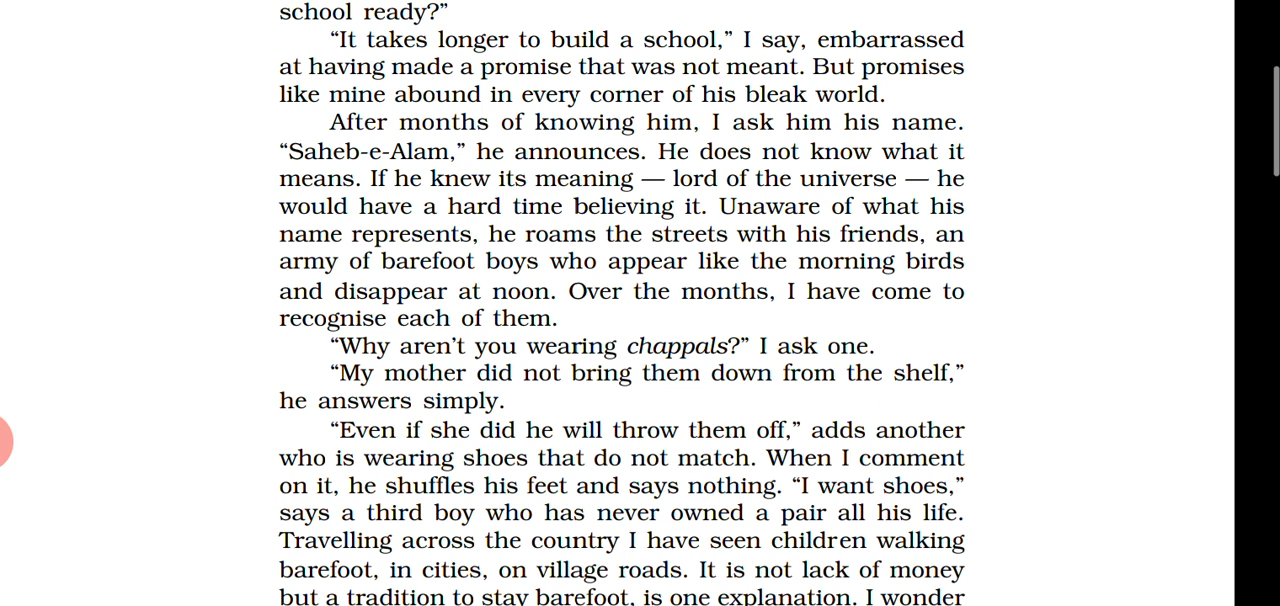 school ready?”
“It takes longer to build a school,” I say, embarrassed
at having made a promise that was not meant. But promises
like mine abound in every corner of his bleak world.
After months of knowing him, I ask him his name.
“Saheb-e-Alam,” he announces. He does not know what it
means. If he knew its meaning — lord of the universe — he
would have a hard time believing it. Unaware of what his
name represents, he roams the streets with his friends, an
army of barefoot boys who appear like the morning birds
and disappear at noon. Over the months, I have come to
recognise each of them.
“Why aren’t you wearing chappals?” I ask one.
“My mother did not bring them down from the shelf,”
he answers simply.
“Even if she did he will throw them off,” adds another
who is wearing shoes that do not match. When I comment
on it, he shuffles his feet and says nothing. “I want shoes,”
says a third boy who has never owned a pair all his life.
Travelling across the country I have seen children walking
barefoot, in cities, on village roads. It is not lack of money
but a tradition to stay barefoot, is one explanation. I wonder